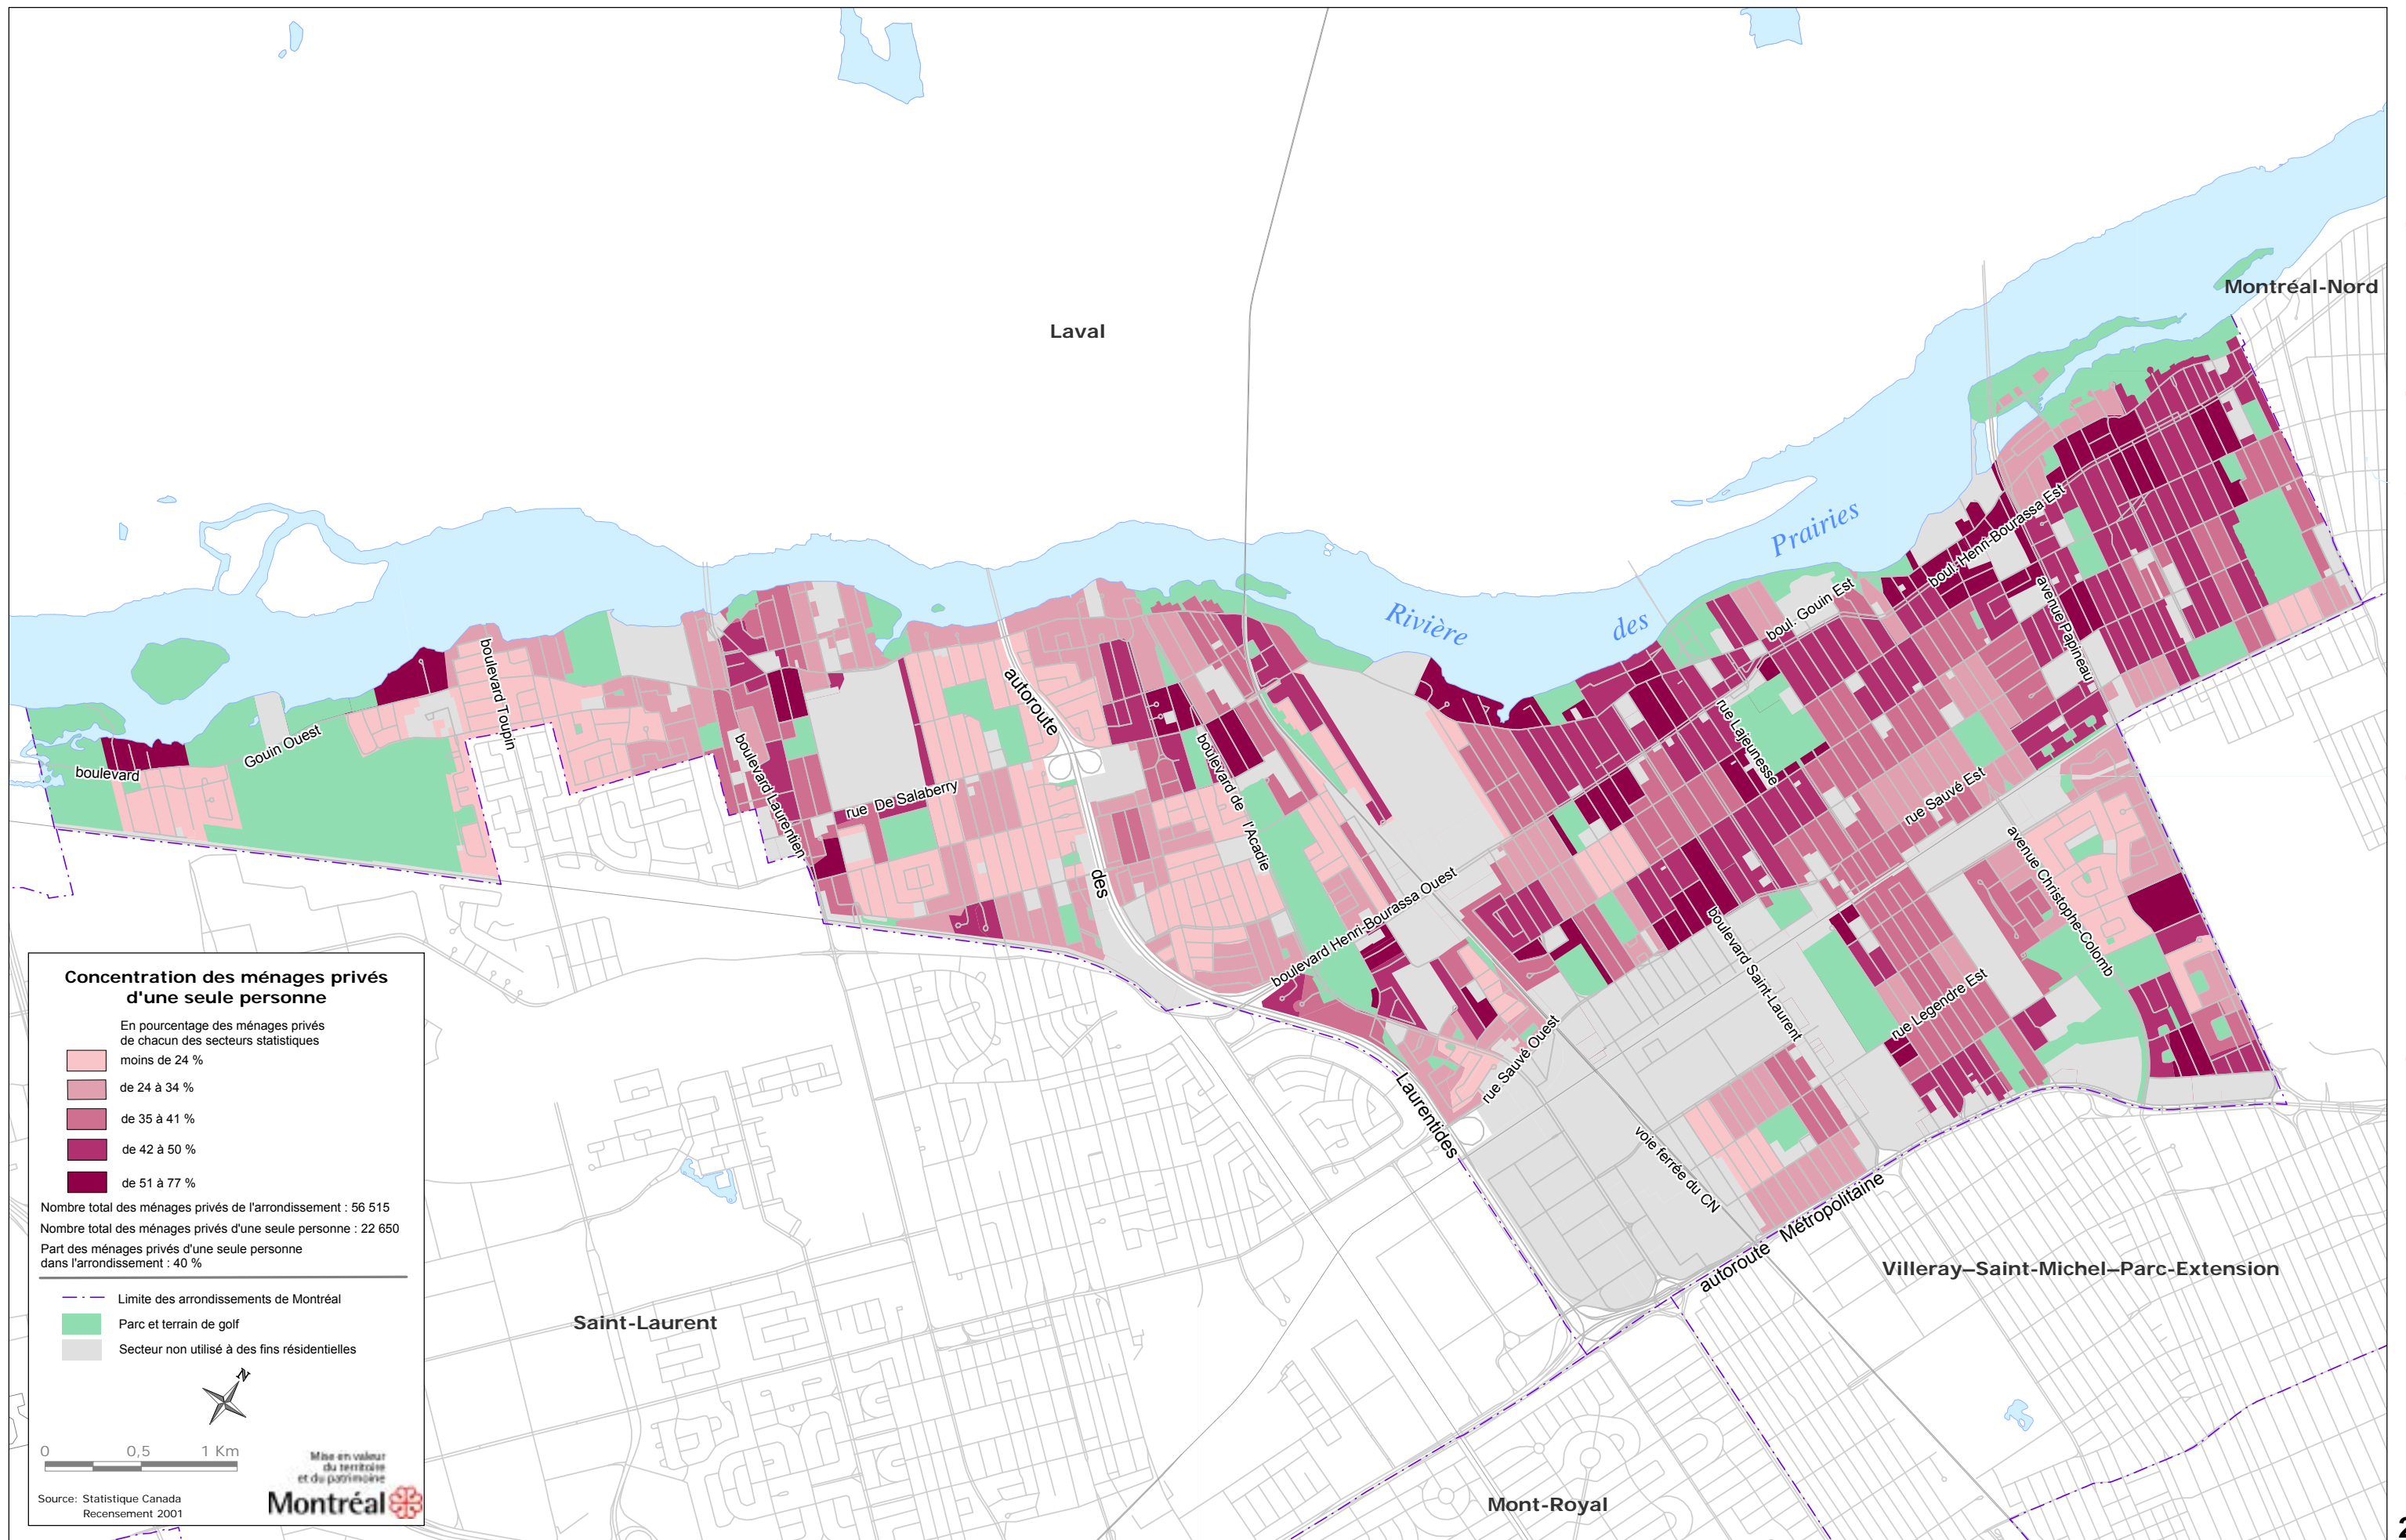 Laval
Montréal-Nord
Rivière
des
Prairies
boulevard
Gouin Ouest
boulevard Toupin
boulevard Laurentien
rue De Salaberry
autoroute
des
Laurentides
boulevard de
l'Acadie
boulevard Henri-Bourassa Ouest
rue Sauvé Ouest
boul. Gouin Est
boul. Henri-Bourassa Est
rue Lajeunesse
avenue Papineau
rue Sauvé Est
avenue Christophe-Colomb
boulevard Saint-Laurent
rue Legendre Est
voie ferrée du CN
autoroute Métropolitaine
Villeray–Saint-Michel–Parc-Extension
Saint-Laurent
Mont-Royal
Concentration des ménages privés
d'une seule personne
En pourcentage des ménages privés
de chacun des secteurs statistiques
moins de 24 %
de 24 à 34 %
de 35 à 41 %
de 42 à 50 %
de 51 à 77 %
Nombre total des ménages privés de l'arrondissement : 56 515
Nombre total des ménages privés d'une seule personne : 22 650
Part des ménages privés d'une seule personne
dans l'arrondissement : 40 %
Limite des arrondissements de Montréal
Parc et terrain de golf
Secteur non utilisé à des fins résidentielles
N
0 0,5 1 Km
Mise en valeur
du territoire
et du patrimoine
Montréal
Source: Statistique Canada
Recensement 2001